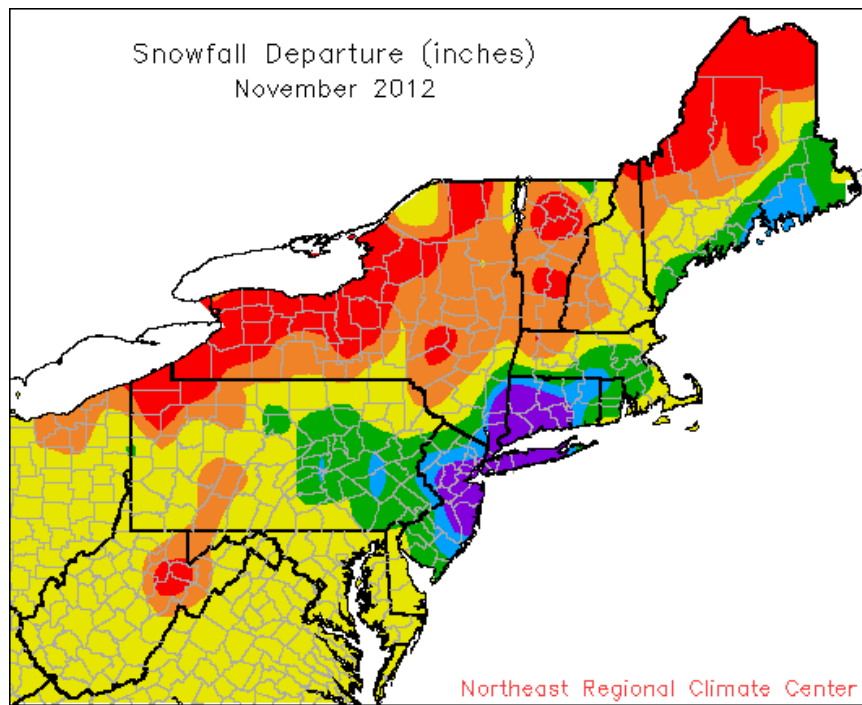 Snowfall Departure (inches)
November 2012
Northeast Regional Climate Center